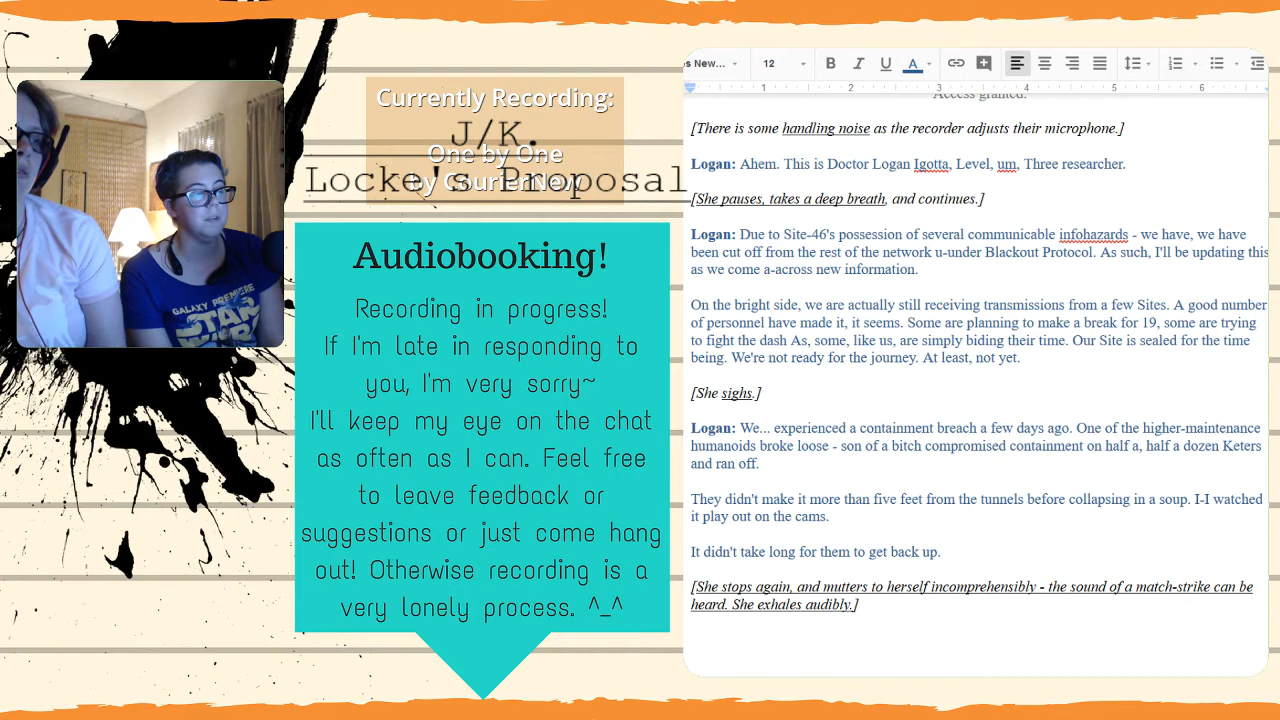 Currently Recording:
J/K.
One by One
Locke's Proposal
by CourierNew
Audiobooking!
Recording in progress!
If I'm late in responding to
you, I'm very sorry~
I'll keep my eye on the chat
as often as I can. Feel free
to leave feedback or
suggestions or just come hang
out! Otherwise recording is a
very lonely process. ^_^
GALAXY PREMIERE
STAR
WARS
s New...
12
B I U A
1 2 3 4 5 6
Access granted.
[There is some handling noise as the recorder adjusts their microphone.]
Logan: Ahem. This is Doctor Logan Igotta, Level, um, Three researcher.
[She pauses, takes a deep breath, and continues.]
Logan: Due to Site-46's possession of several communicable infohazards - we have, we have
been cut off from the rest of the network u-under Blackout Protocol. As such, I'll be updating this
as we come a-across new information.
On the bright side, we are actually still receiving transmissions from a few Sites. A good number
of personnel have made it, it seems. Some are planning to make a break for 19, some are trying
to fight the dash As, some, like us, are simply biding their time. Our Site is sealed for the time
being. We're not ready for the journey. At least, not yet.
[She sighs.]
Logan: We... experienced a containment breach a few days ago. One of the higher-maintenance
humanoids broke loose - son of a bitch compromised containment on half a, half a dozen Keters
and ran off.
They didn't make it more than five feet from the tunnels before collapsing in a soup. I-I watched
it play out on the cams.
It didn't take long for them to get back up.
[She stops again, and mutters to herself incomprehensibly - the sound of a match-strike can be
heard. She exhales audibly.]